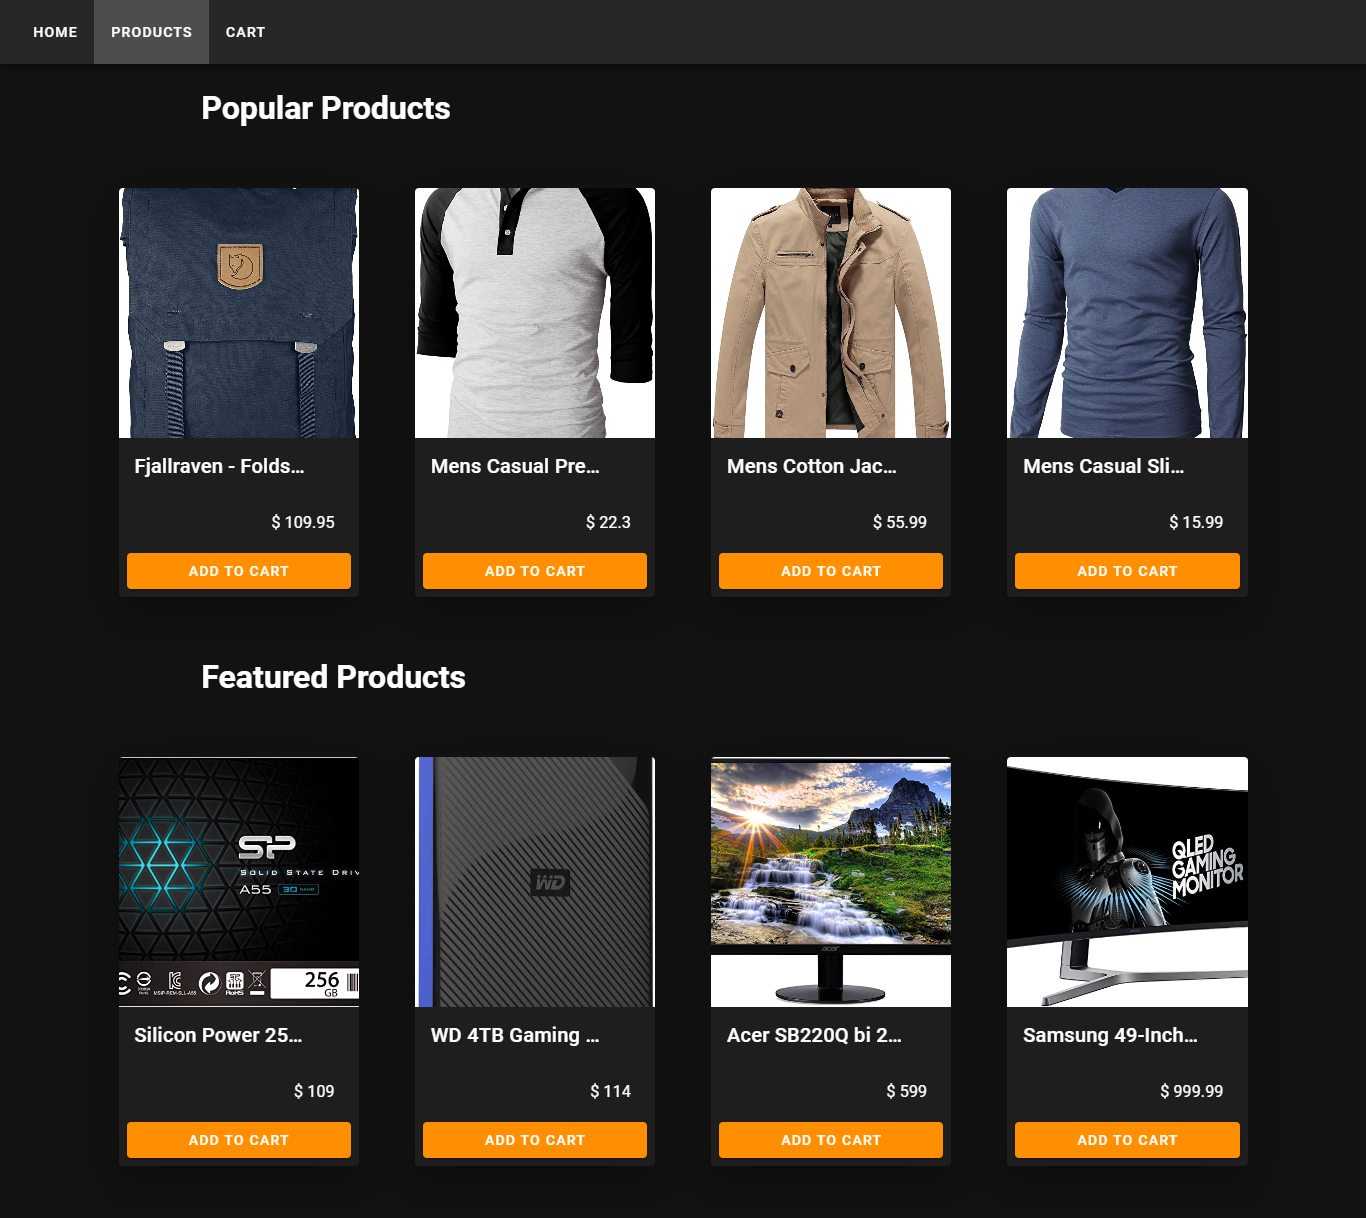 HOME PRODUCTS CART
Popular Products
Fjallraven - Folds...
$ 109.95
ADD TO CART
Mens Casual Pre...
$ 22.3
ADD TO CART
Mens Cotton Jac...
$ 55.99
ADD TO CART
Mens Casual Sli...
$ 15.99
ADD TO CART
Featured Products
SP
SOLID STATE DRIV
A55 3D NAND
256
GB
RoHS
Silicon Power 25...
$ 109
ADD TO CART
WD
WD 4TB Gaming ...
$ 114
ADD TO CART
acer
Acer SB220Q bi 2...
$ 599
ADD TO CART
QLED
GAMING
MONITOR
Samsung 49-Inch...
$ 999.99
ADD TO CART